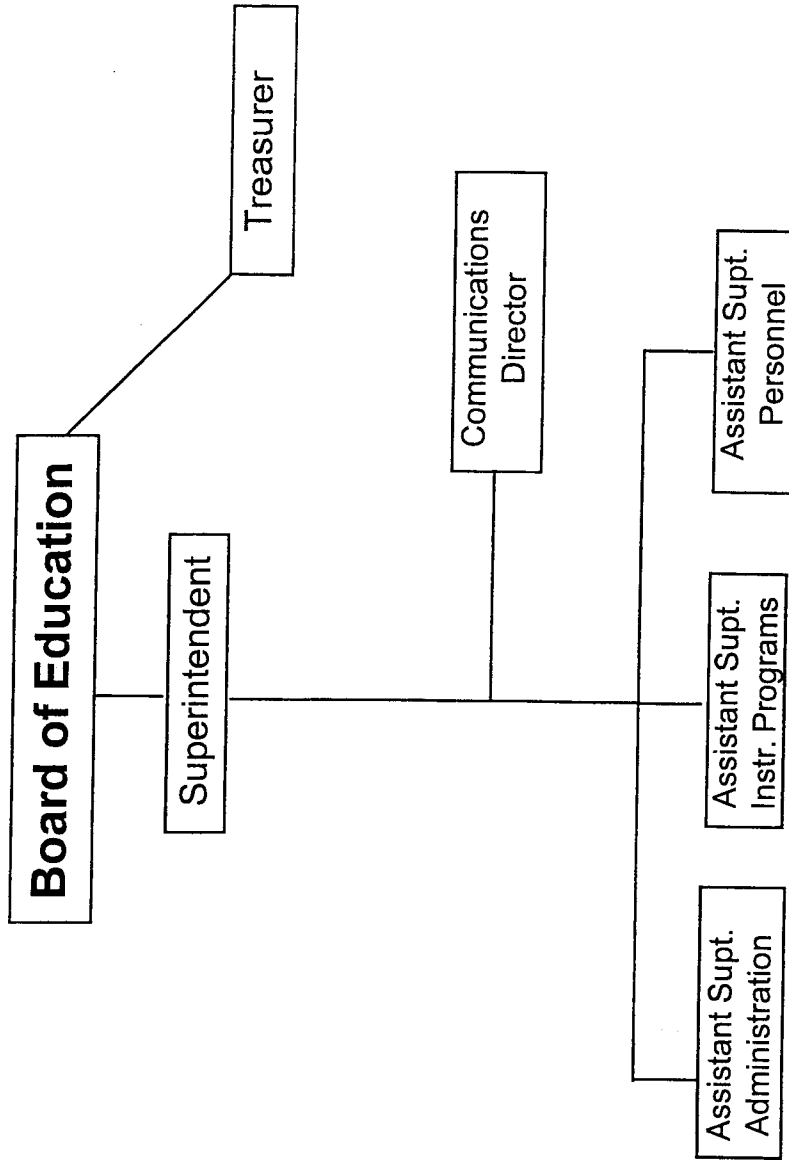 Board of Education
Treasurer
Superintendent
Communications
Director
Assistant Supt.
Administration
Assistant Supt.
Instr. Programs
Assistant Supt.
Personnel